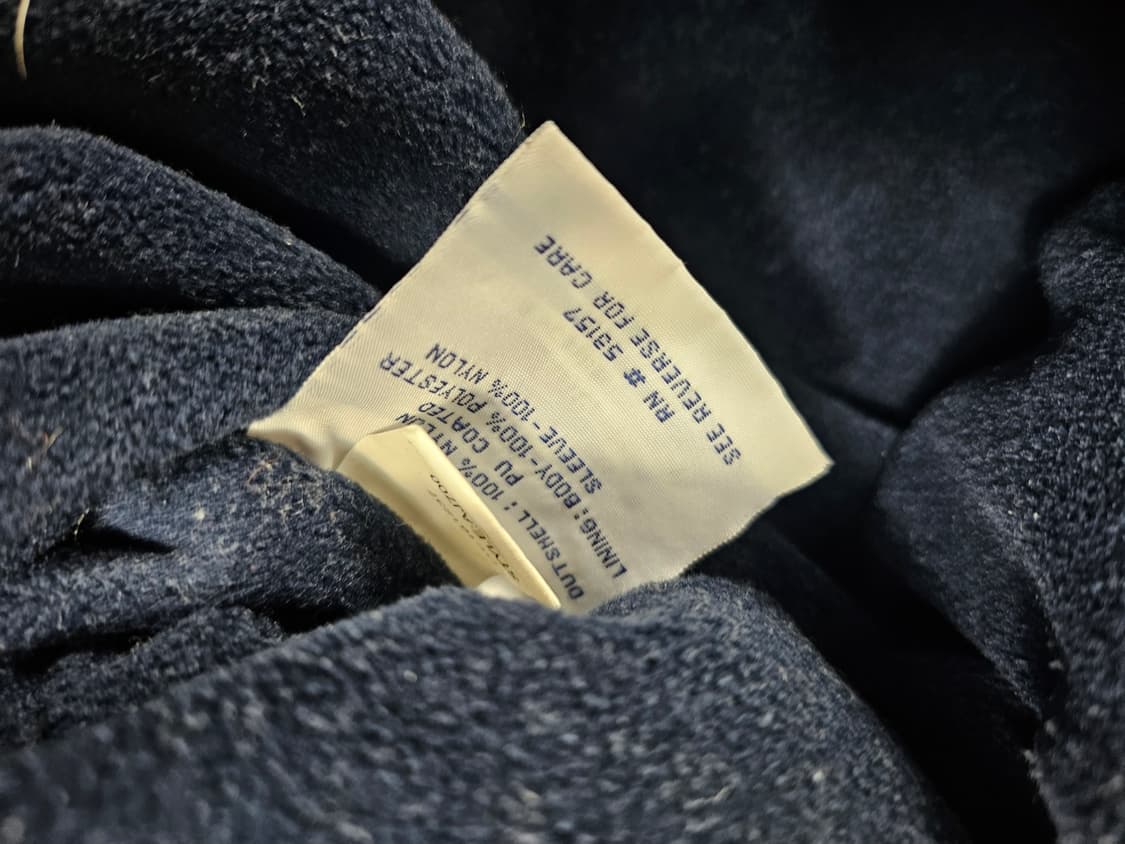 OUTSHELL: 100% NYLON
PU COATED
LINING: BODY-100% POLYESTER
SLEEVE-100% NYLON
RN # 53157
SEE REVERSE FOR CARE